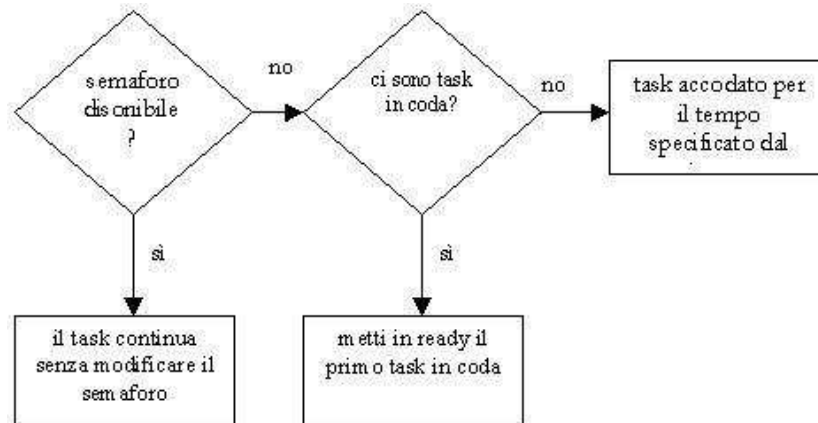 semaforo
disonibile
?
no
ci sono task
in coda?
no
task accodato per
il tempo
specificato dal
sì
sì
il task continua
senza modificare il
semaforo
metti in ready il
primo task in coda